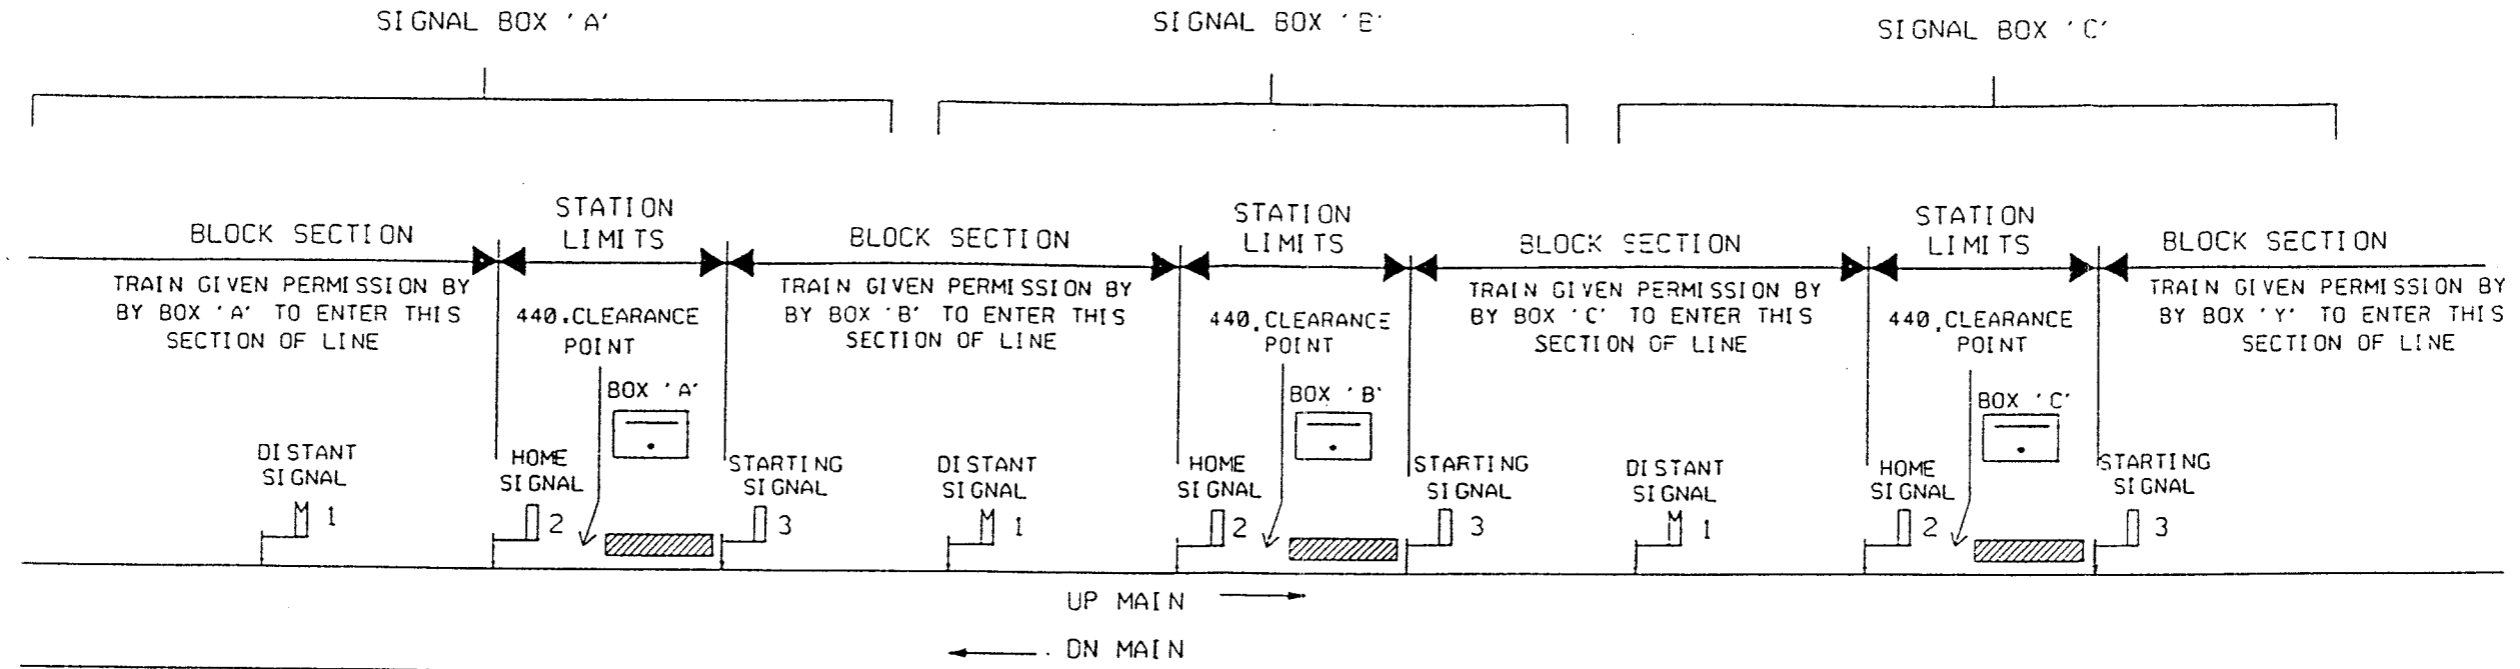 SIGNAL BOX 'A'
SIGNAL BOX 'B'
SIGNAL BOX 'C'
BLOCK SECTION
STATION
LIMITS
BLOCK SECTION
STATION
LIMITS
BLOCK SECTION
STATION
LIMITS
BLOCK SECTION
TRAIN GIVEN PERMISSION BY
BY BOX 'A' TO ENTER THIS
SECTION OF LINE
440.CLEARANCE
POINT
TRAIN GIVEN PERMISSION BY
BY BOX 'B' TO ENTER THIS
SECTION OF LINE
440.CLEARANCE
POINT
TRAIN GIVEN PERMISSION BY
BY BOX 'C' TO ENTER THIS
SECTION OF LINE
440.CLEARANCE
POINT
TRAIN GIVEN PERMISSION BY
BY BOX 'Y' TO ENTER THIS
SECTION OF LINE
BOX 'A'
BOX 'B'
BOX 'C'
DISTANT
SIGNAL
1
HOME
SIGNAL
2
STARTING
SIGNAL
3
DISTANT
SIGNAL
1
HOME
SIGNAL
2
STARTING
SIGNAL
3
DISTANT
SIGNAL
1
HOME
SIGNAL
2
STARTING
SIGNAL
3
UP MAIN
DN MAIN